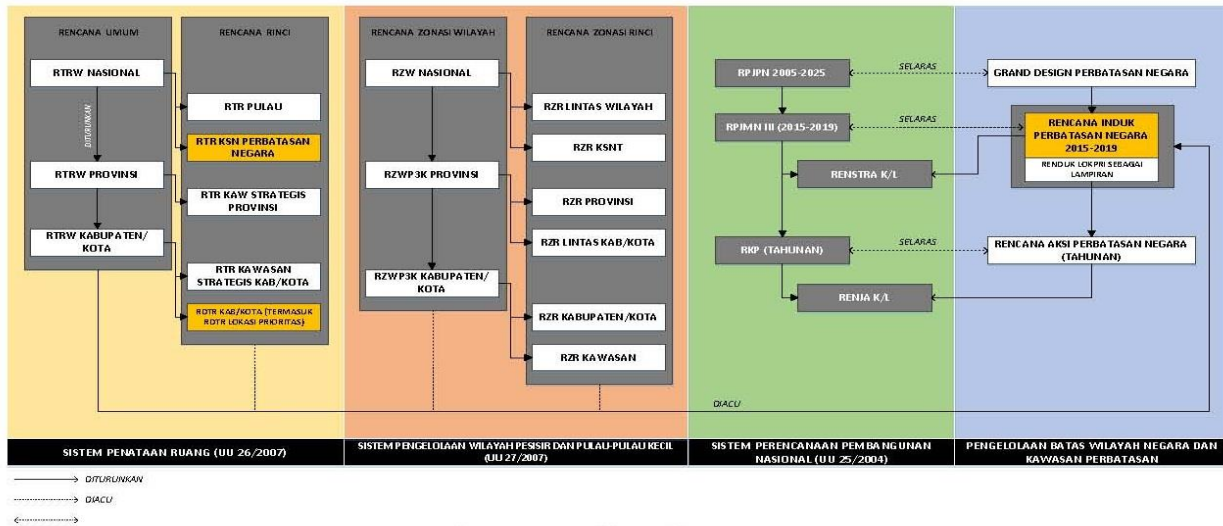 RENCANA UMUM
RTRW NASIONAL
DITURUNKAN
RTRW PROVINSI
RTRW KABUPATEN/
KOTA
RENCANA RINCI
RTR PULAU
RTR KSN PERBATASAN
NEGARA
RTR KAW STRATEGIS
PROVINSI
RTR KAWASAN
STRATEGIS KAB/KOTA
RDTR KAB/KOTA (TERMASUK
RDTR LOKASI PRIORITAS)
SISTEM PENATAAN RUANG (UU 26/2007)
RENCANA ZONASI WILAYAH
RZW NASIONAL
RZWP3K PROVINSI
RZWP3K KABUPATEN/
KOTA
RENCANA ZONASI RINCI
RZR LINTAS WILAYAH
RZR KSNT
RZR PROVINSI
RZR LINTAS KAB/KOTA
RZR KABUPATEN/KOTA
RZR KAWASAN
SISTEM PENGELOLAAN WILAYAH PESISIR DAN PULAU-PULAU KECIL
(UU 27/2007)
RPJPN 2005-2025
SELARAS
RPJMN III (2015-2019)
SELARAS
RENSTRA K/L
RKP (TAHUNAN)
SELARAS
RENJA K/L
DIACU
SISTEM PERENCANAAN PEMBANGUNAN
NASIONAL (UU 25/2004)
GRAND DESIGN PERBATASAN NEGARA
RENCANA INDUK
PERBATASAN NEGARA
2015-2019
RENDUK LOKPRI SEBAGAI
LAMPIRAN
RENCANA AKSI PERBATASAN NEGARA
(TAHUNAN)
PENGELOLAAN BATAS WILAYAH NEGARA DAN
KAWASAN PERBATASAN
DITURUNKAN
DIACU